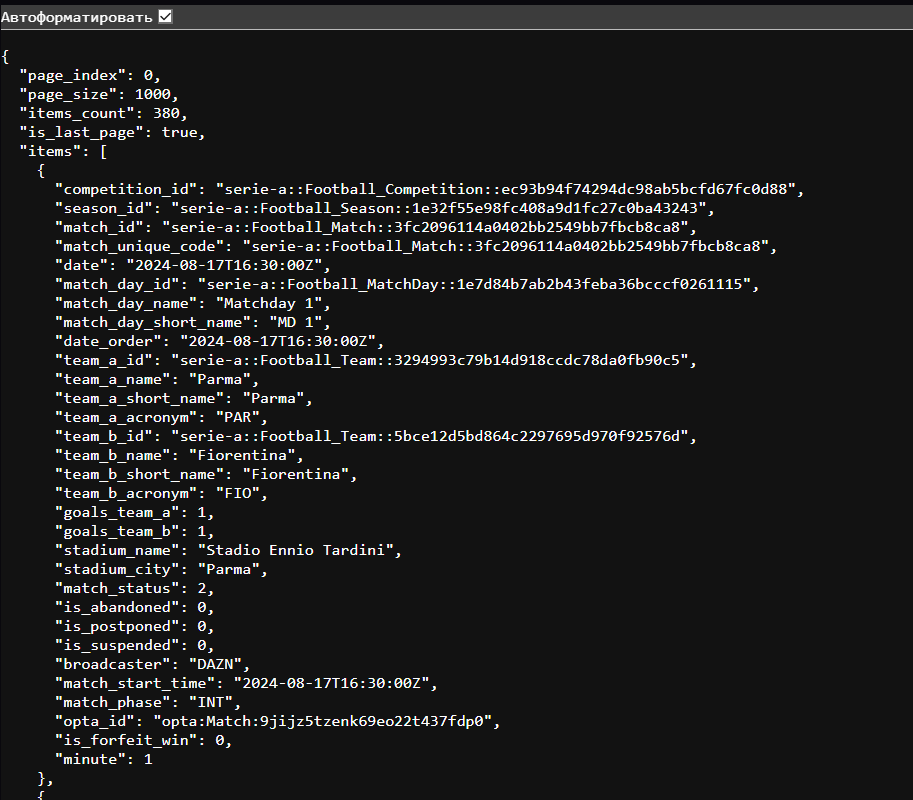 Автоформатировать
{
"page_index": 0,
"page_size": 1000,
"items_count": 380,
"is_last_page": true,
"items": [
{
"competition_id": "serie-a::Football_Competition::ec93b94f74294dc98ab5bcfd67fc0d88",
"season_id": "serie-a::Football_Season::1e32f55e98fc408a9d1fc27c0ba43243",
"match_id": "serie-a::Football_Match::3fc2096114a0402bb2549bb7fbcb8ca8",
"match_unique_code": "serie-a::Football_Match::3fc2096114a0402bb2549bb7fbcb8ca8",
"date": "2024-08-17T16:30:00Z",
"match_day_id": "serie-a::Football_MatchDay::1e7d84b7ab2b43feba36bcccf0261115",
"match_day_name": "Matchday 1",
"match_day_short_name": "MD 1",
"date_order": "2024-08-17T16:30:00Z",
"team_a_id": "serie-a::Football_Team::3294993c79b14d918ccdc78da0fb90c5",
"team_a_name": "Parma",
"team_a_short_name": "Parma",
"team_a_acronym": "PAR",
"team_b_id": "serie-a::Football_Team::5bce12d5bd864c2297695d970f92576d",
"team_b_name": "Fiorentina",
"team_b_short_name": "Fiorentina",
"team_b_acronym": "FIO",
"goals_team_a": 1,
"goals_team_b": 1,
"stadium_name": "Stadio Ennio Tardini",
"stadium_city": "Parma",
"match_status": 2,
"is_abandoned": 0,
"is_postponed": 0,
"is_suspended": 0,
"broadcaster": "DAZN",
"match_start_time": "2024-08-17T16:30:00Z",
"match_phase": "INT",
"opta_id": "opta:Match:9jijz5tzenk69eo22t437fdp0",
"is_forfeit_win": 0,
"minute": 1
},
{